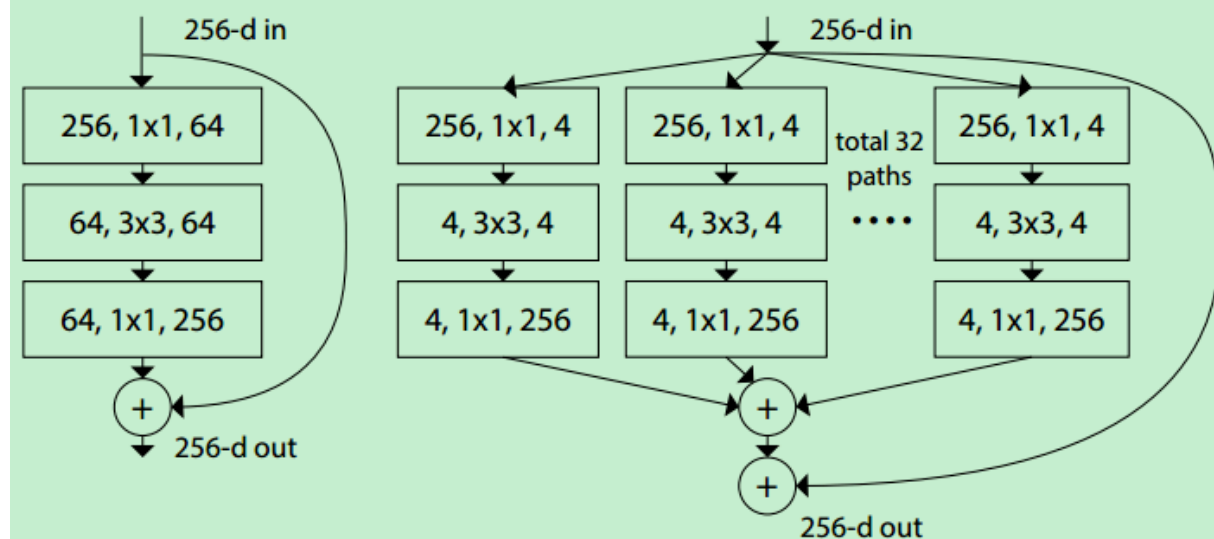 256-d in
256, 1x1, 64
64, 3x3, 64
64, 1x1, 256
+
256-d out
256-d in
256, 1x1, 4
256, 1x1, 4
total 32
paths
....
256, 1x1, 4
4, 3x3, 4
4, 3x3, 4
4, 3x3, 4
4, 1x1, 256
4, 1x1, 256
4, 1x1, 256
+
+
256-d out